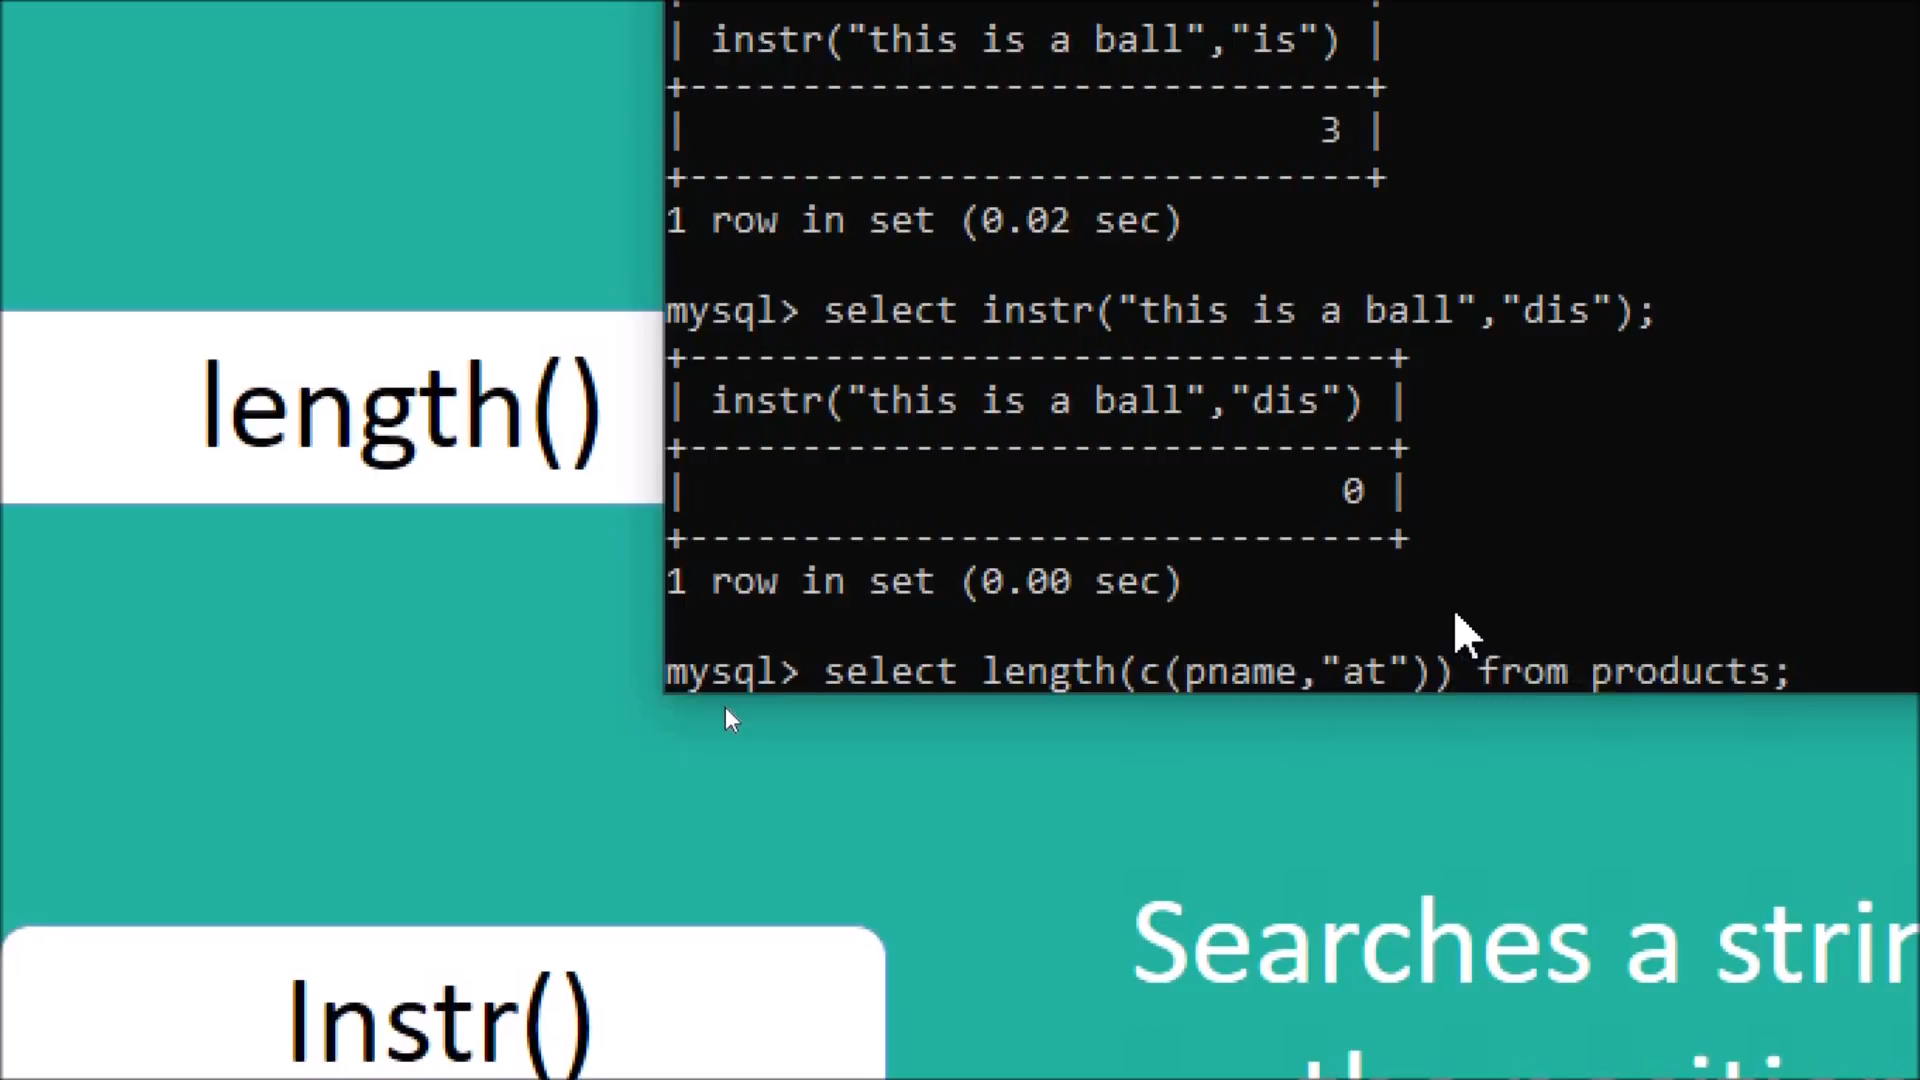 | instr("this is a ball","is") |
+------------------------------+
| 3 |
+------------------------------+
1 row in set (0.02 sec)
mysql> select instr("this is a ball","dis");
+-------------------------------+
| instr("this is a ball","dis") |
+-------------------------------+
| 0 |
+-------------------------------+
1 row in set (0.00 sec)
mysql> select length(c(pname,"at")) from products;
length()
Instr()
Searches a